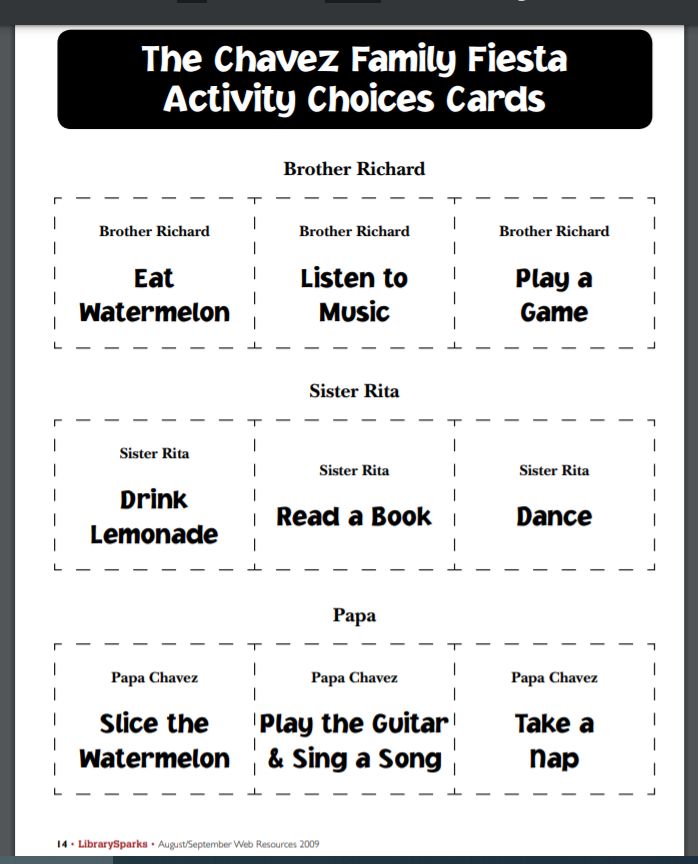 The Chavez Family Fiesta
Activity Choices Cards
Brother Richard
Brother Richard
Eat
Watermelon
Brother Richard
Listen to
Music
Brother Richard
Play a
Game
Sister Rita
Sister Rita
Drink
Lemonade
Sister Rita
Read a Book
Sister Rita
Dance
Papa
Papa Chavez
Slice the
Watermelon
Papa Chavez
Play the Guitar
& Sing a Song
Papa Chavez
Take a
Nap
14 • LibrarySparks • August/September Web Resources 2009